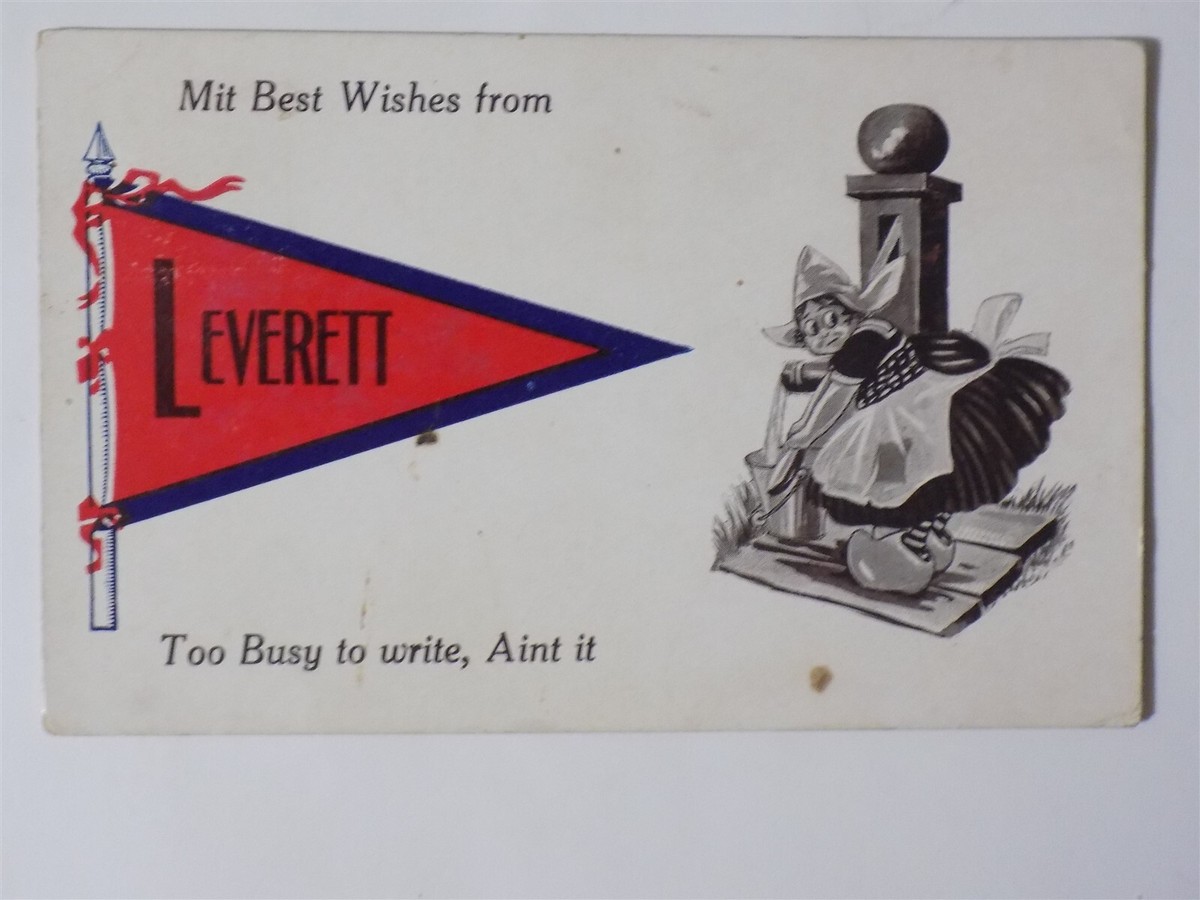 Mit Best Wishes from
LEVERETT
Too Busy to write, Aint it